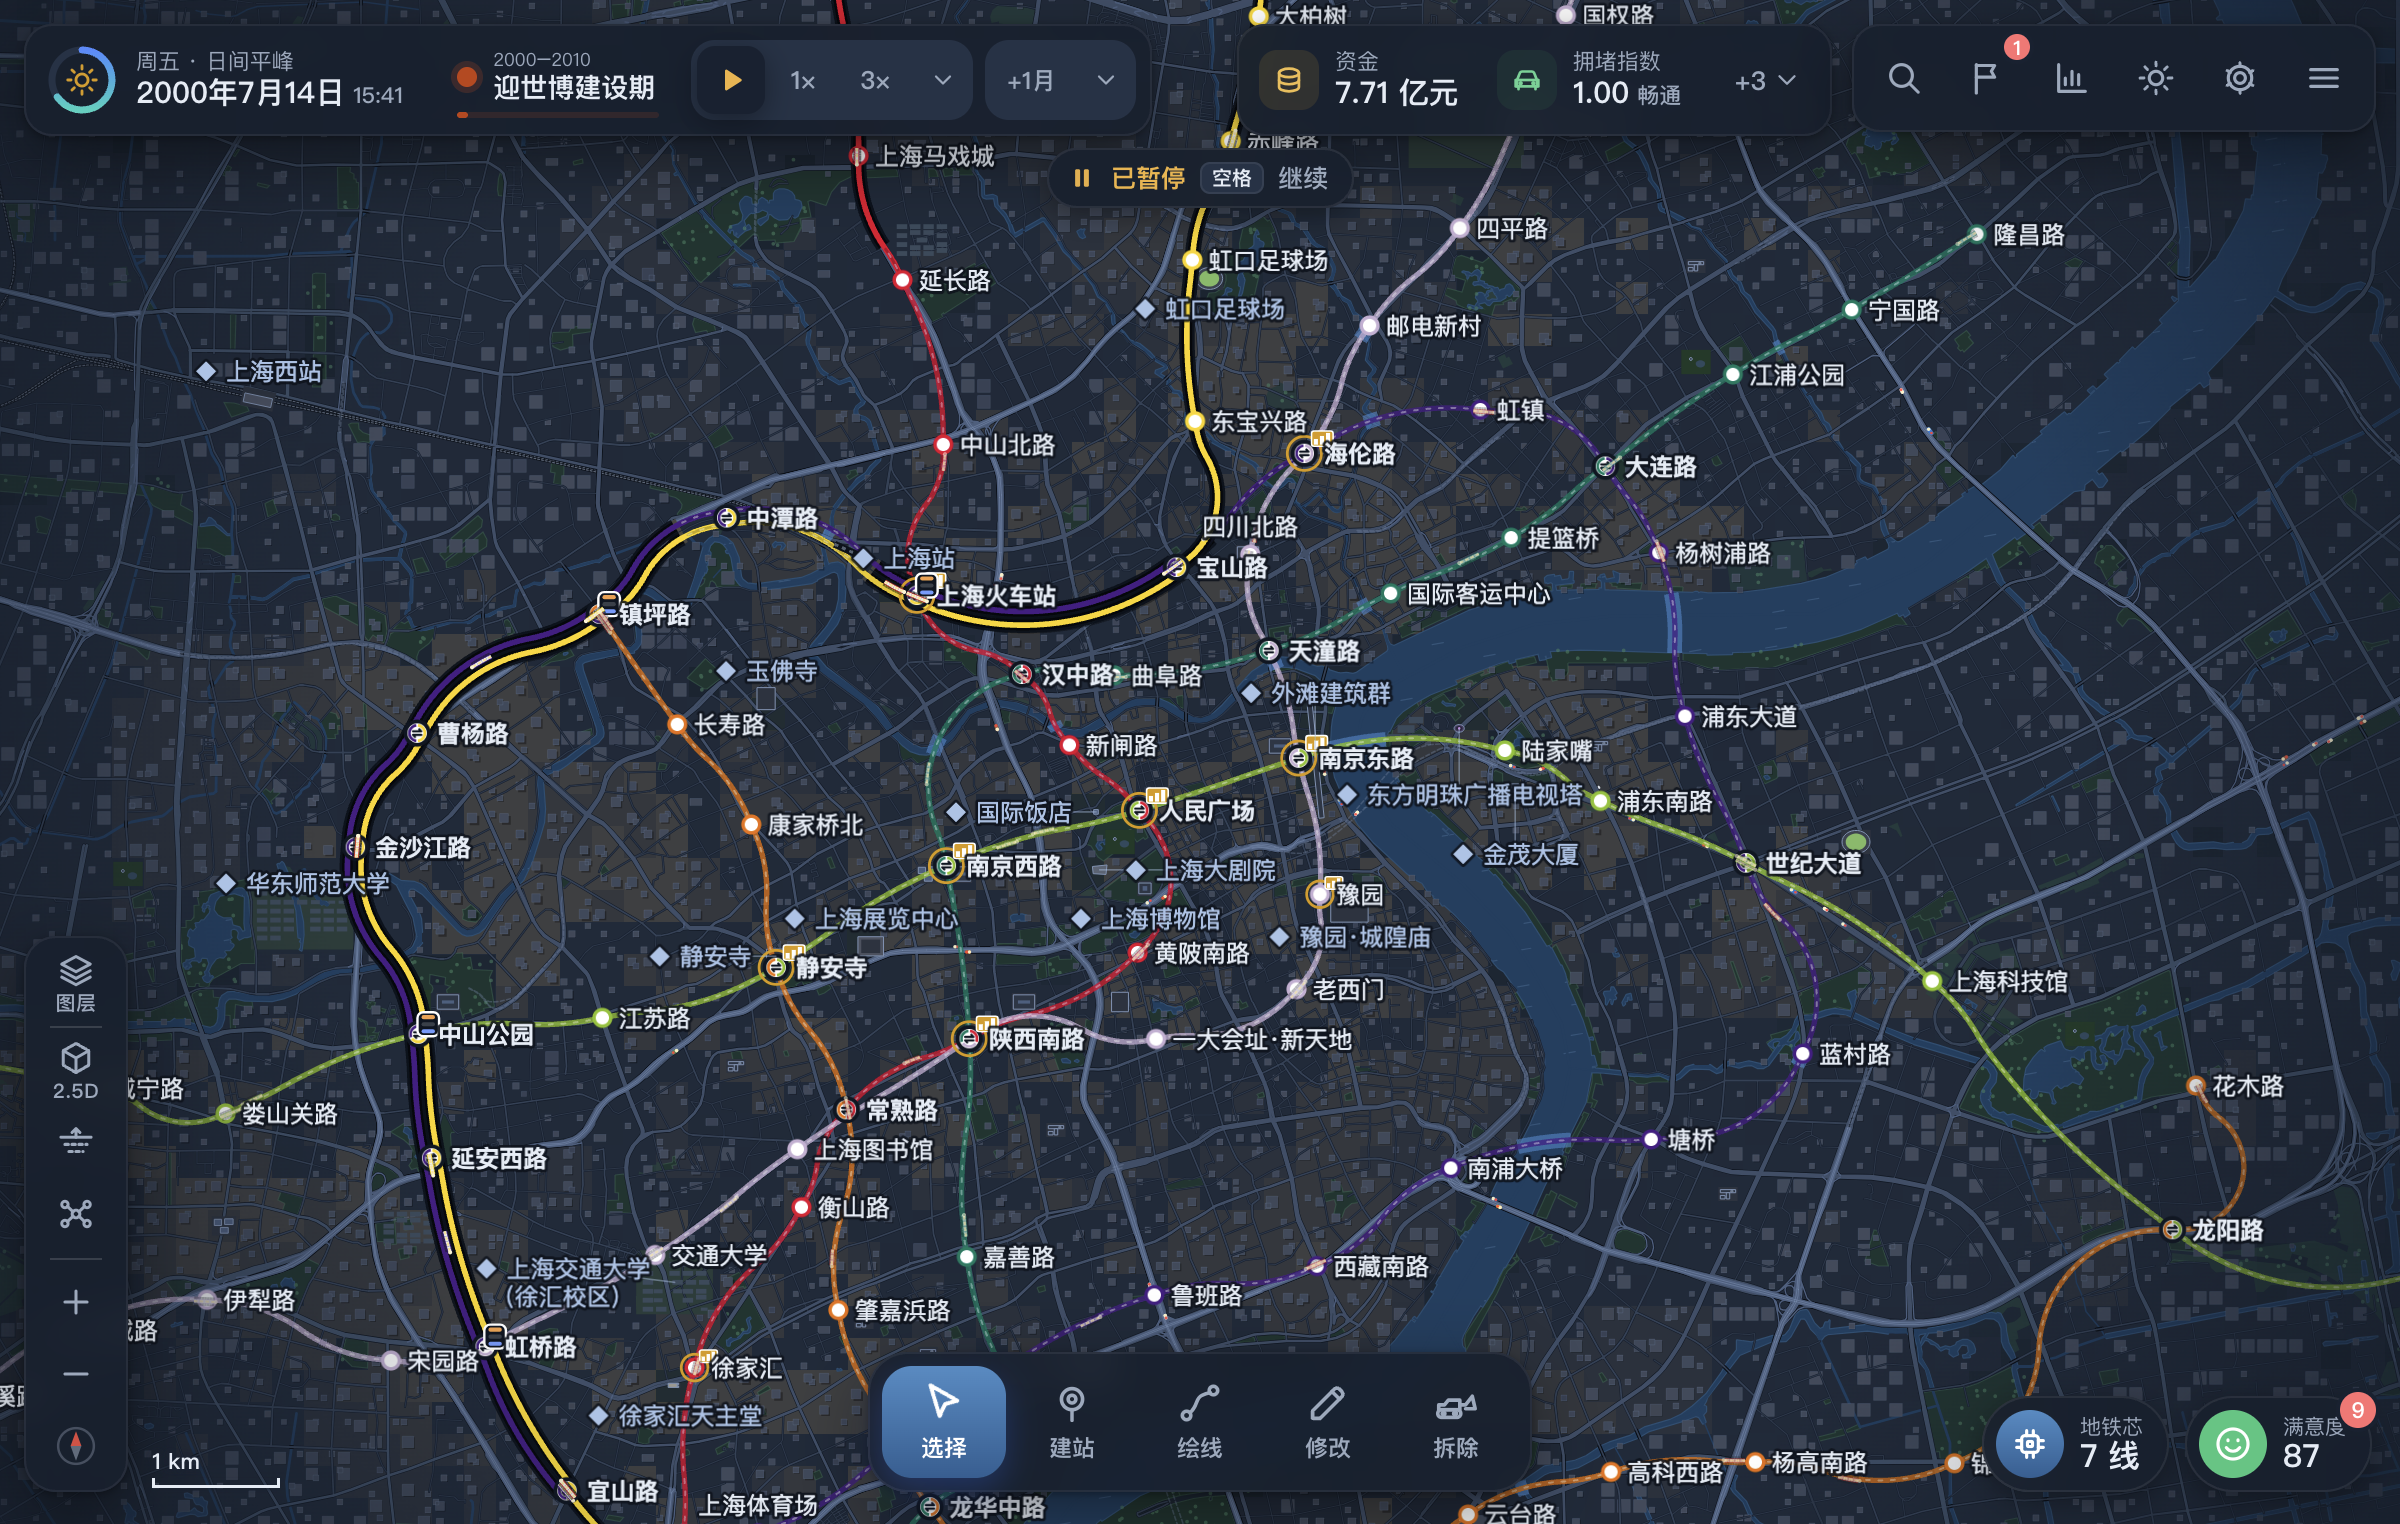 大柏树
国权路
周五 · 日间平峰
2000年7月14日 15:41
2000–2010
迎世博建设期
1×
3×
+1月
资金
7.71 亿元
拥堵指数
1.00 畅通
+3
1
赤峰路
上海马戏城
已暂停 空格 继续
四平路
隆昌路
虹口足球场
延长路
虹口足球场
宁国路
邮电新村
上海西站
江浦公园
虹镇
东宝兴路
中山北路
海伦路
大连路
中潭路
四川北路
提篮桥
杨树浦路
上海站
宝山路
上海火车站
国际客运中心
镇坪路
天潼路
玉佛寺
汉中路
曲阜路
外滩建筑群
浦东大道
长寿路
曹杨路
新闸路
陆家嘴
南京东路
东方明珠广播电视塔
浦东南路
国际饭店
人民广场
康家桥北
金沙江路
金茂大厦
世纪大道
南京西路
上海大剧院
华东师范大学
豫园
上海展览中心
上海博物馆
豫园·城隍庙
静安寺
静安寺
黄陂南路
上海科技馆
老西门
图层
江苏路
中山公园
陕西南路
一大会址·新天地
蓝村路
2.5D
宁路
花木路
娄山关路
常熟路
塘桥
上海图书馆
延安西路
南浦大桥
衡山路
龙阳路
交通大学
嘉善路
上海交通大学
(徐汇校区)
西藏南路
鲁班路
伊犁路
肇嘉浜路
路
虹桥路
宋园路
徐家汇
徐家汇天主堂
选择
建站
绘线
修改
拆除
地铁芯
7 线
满意度
87
9
1 km
高科西路
杨高南路
宜山路
上海体育场
龙华中路
云台路